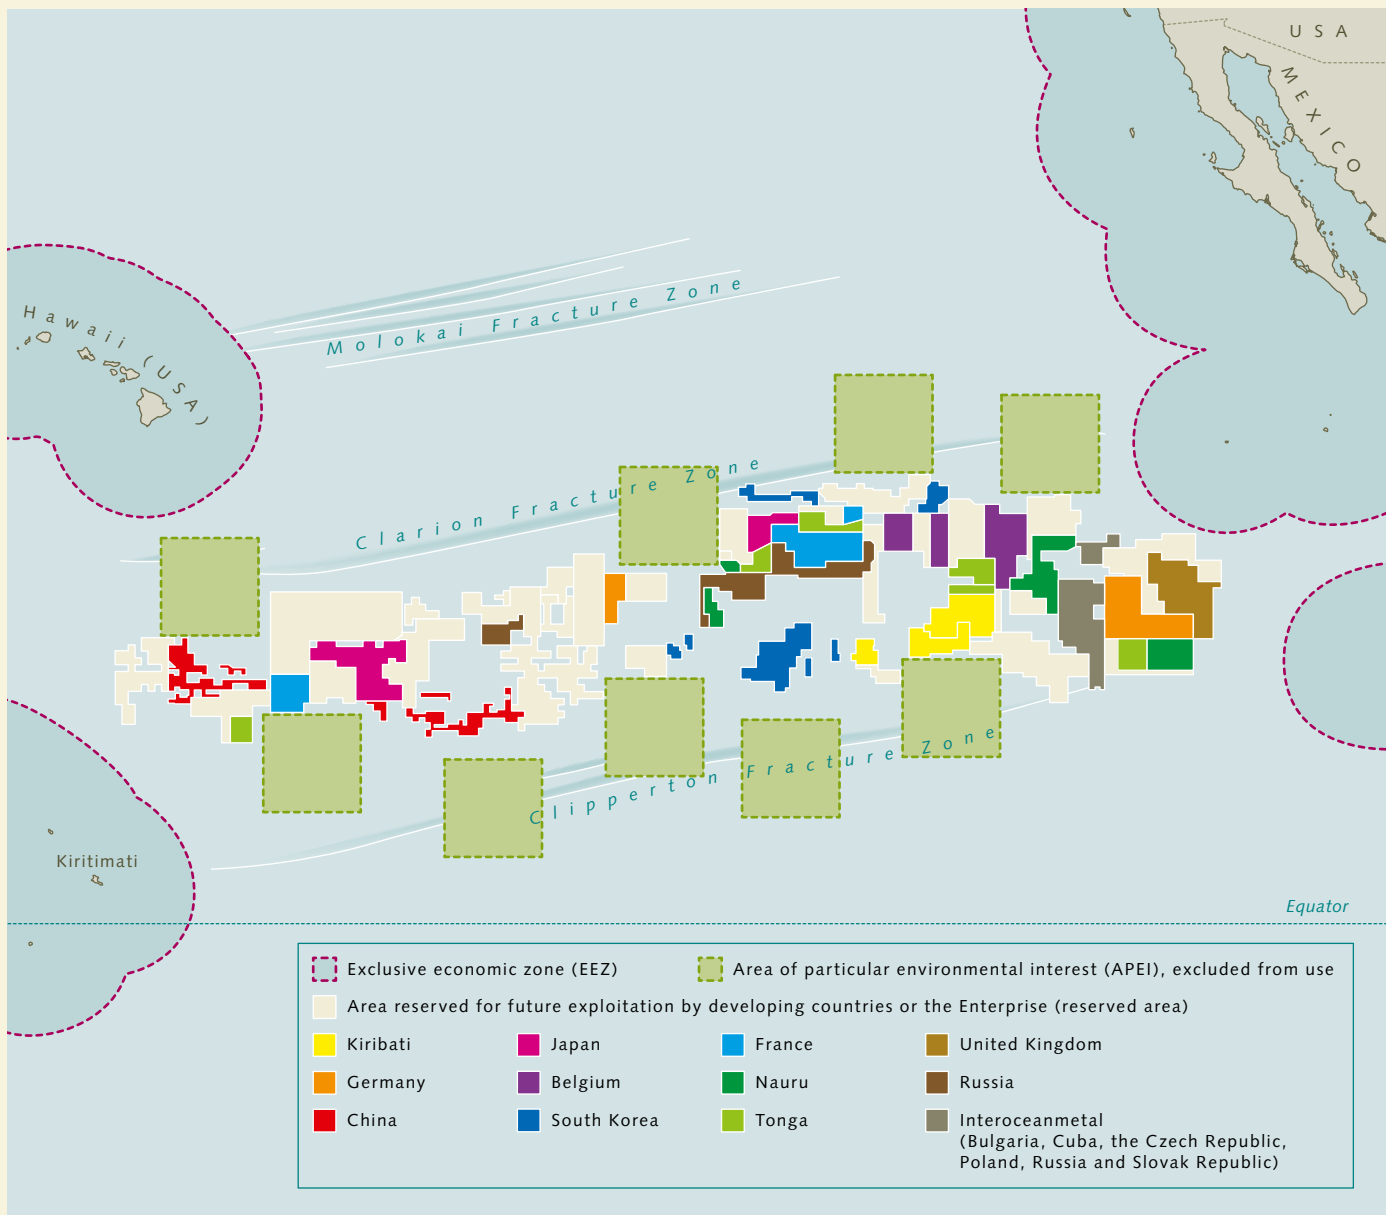 USA
MEXICO
Hawaii (USA)
Molokai Fracture Zone
Clarion Fracture Zone
Clipperton Fracture Zone
Kiritimati
Equator
Exclusive economic zone (EEZ)
Area of particular environmental interest (APEI), excluded from use
Area reserved for future exploitation by developing countries or the Enterprise (reserved area)
Kiribati
Japan
France
United Kingdom
Germany
Belgium
Nauru
Russia
China
South Korea
Tonga
Interoceanmetal
(Bulgaria, Cuba, the Czech Republic,
Poland, Russia and Slovak Republic)